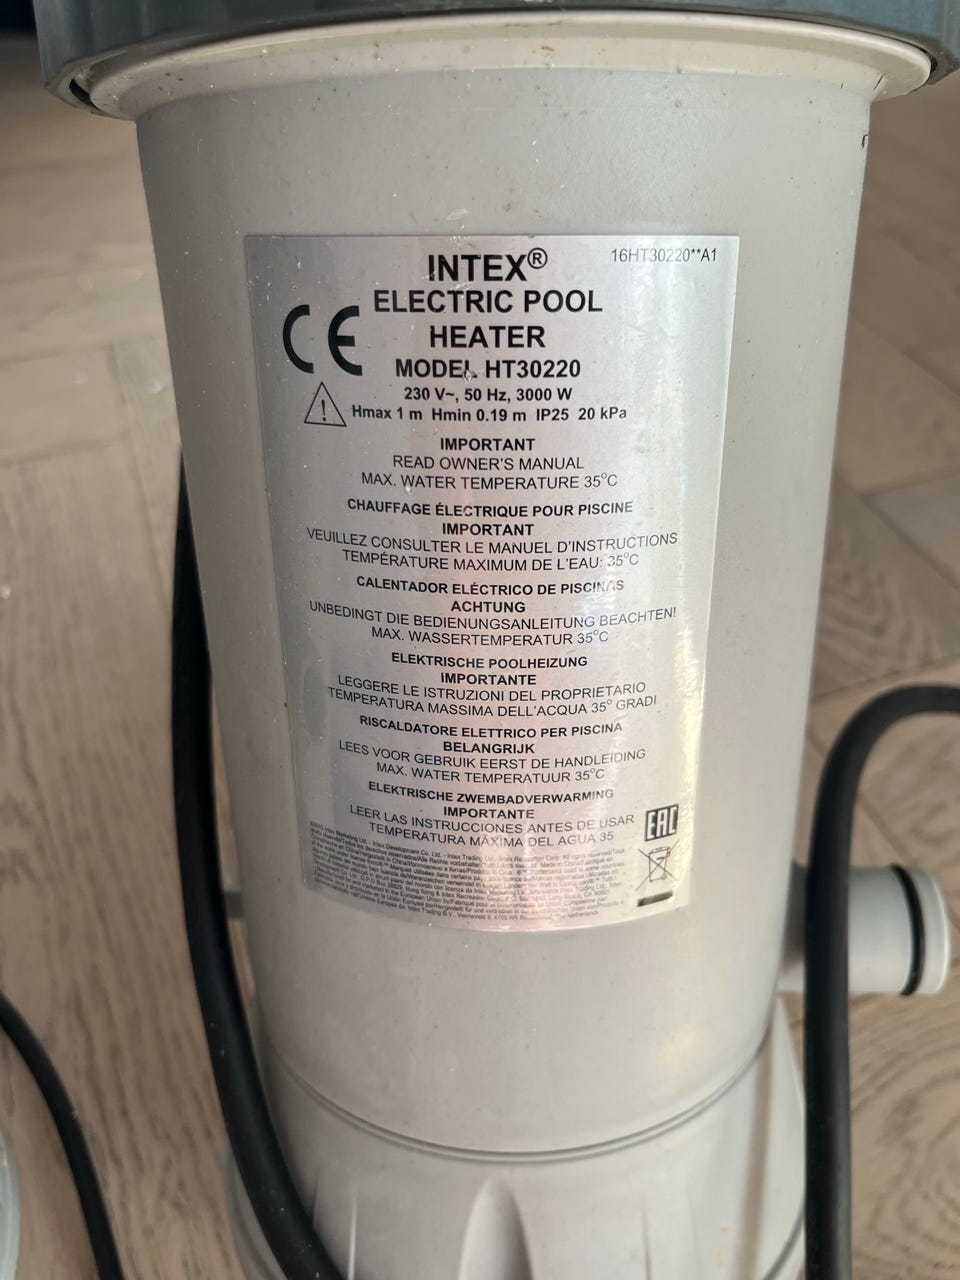 16HT30220**A1
INTEX®
ELECTRIC POOL
HEATER
CE
MODEL HT30220
230 V~, 50 Hz, 3000 W
Hmax 1 m Hmin 0.19 m IP25 20 kPa
IMPORTANT
READ OWNER'S MANUAL
MAX. WATER TEMPERATURE 35°C
CHAUFFAGE ÉLECTRIQUE POUR PISCINE
IMPORTANT
VEUILLEZ CONSULTER LE MANUEL D'INSTRUCTIONS
TEMPÉRATURE MAXIMUM DE L'EAU: 35°C
CALENTADOR ELÉCTRICO DE PISCINAS
ACHTUNG
UNBEDINGT DIE BEDIENUNGSANLEITUNG BEACHTEN!
MAX. WASSERTEMPERATUR 35°C
ELEKTRISCHE POOLHEIZUNG
IMPORTANTE
LEGGERE LE ISTRUZIONI DEL PROPRIETARIO
TEMPERATURA MASSIMA DELL'ACQUA 35° GRADI
RISCALDATORE ELETTRICO PER PISCINA
BELANGRIJK
LEES VOOR GEBRUIK EERST DE HANDLEIDING
MAX. WATER TEMPERATUUR 35°C
ELEKTRISCHE ZWEMBADVERWARMING
IMPORTANTE
LEER LAS INSTRUCCIONES ANTES DE USAR
TEMPERATURA MÁXIMA DEL AGUA 35
EAC